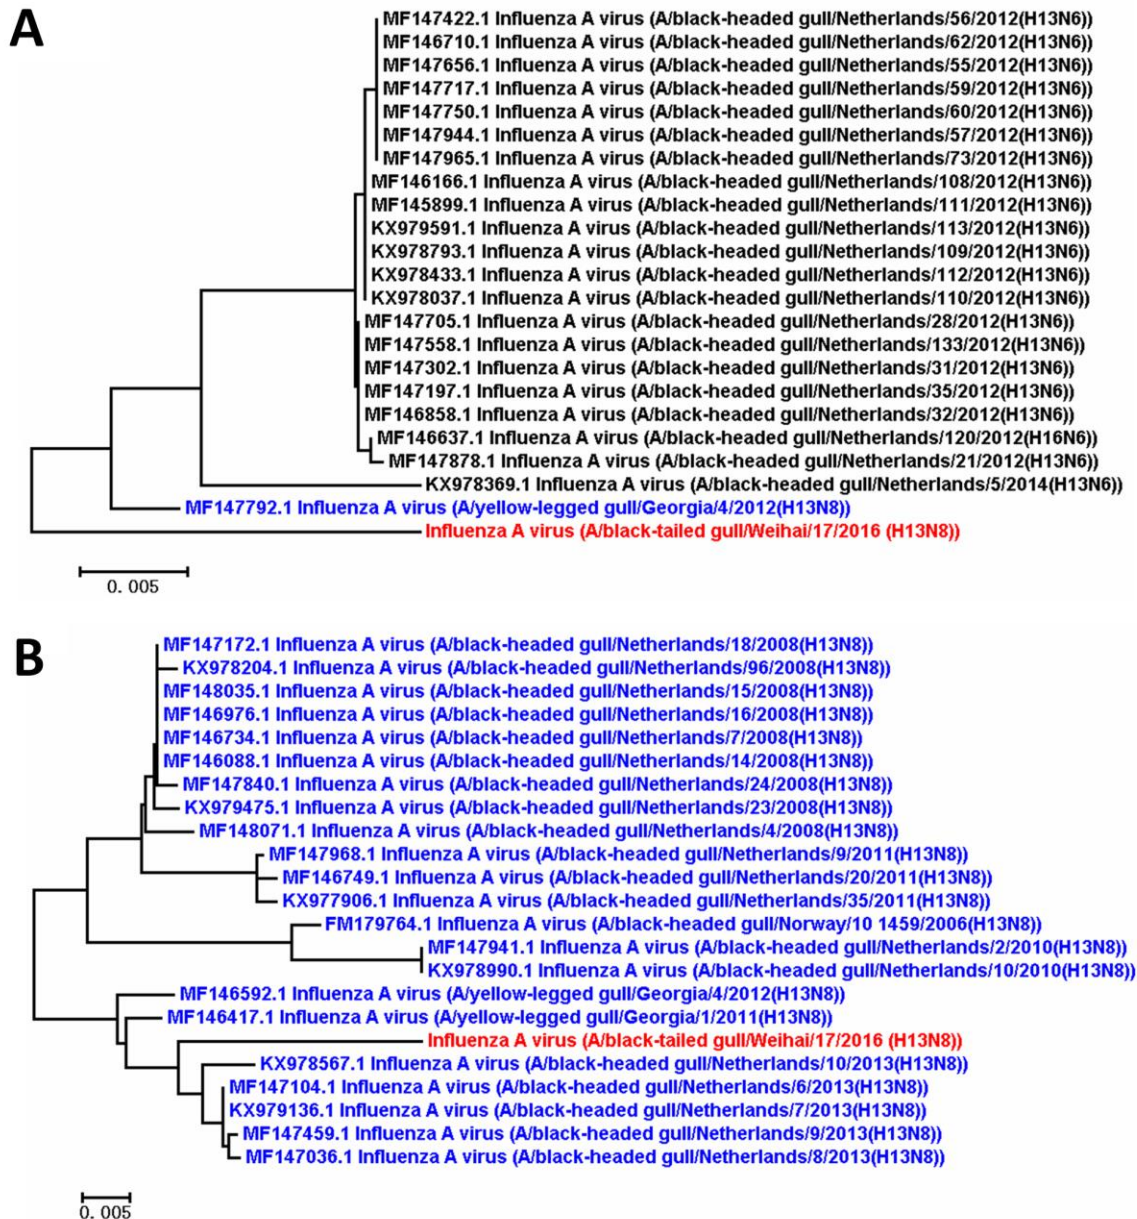 A
MF147422.1 Influenza A virus (A/black-headed gull/Netherlands/56/2012(H13N6))
MF146710.1 Influenza A virus (A/black-headed gull/Netherlands/62/2012(H13N6))
MF147656.1 Influenza A virus (A/black-headed gull/Netherlands/55/2012(H13N6))
MF147717.1 Influenza A virus (A/black-headed gull/Netherlands/59/2012(H13N6))
MF147750.1 Influenza A virus (A/black-headed gull/Netherlands/60/2012(H13N6))
MF147944.1 Influenza A virus (A/black-headed gull/Netherlands/57/2012(H13N6))
MF147965.1 Influenza A virus (A/black-headed gull/Netherlands/73/2012(H13N6))
MF146166.1 Influenza A virus (A/black-headed gull/Netherlands/108/2012(H13N6))
MF145899.1 Influenza A virus (A/black-headed gull/Netherlands/111/2012(H13N6))
KX979591.1 Influenza A virus (A/black-headed gull/Netherlands/113/2012(H13N6))
KX978793.1 Influenza A virus (A/black-headed gull/Netherlands/109/2012(H13N6))
KX978433.1 Influenza A virus (A/black-headed gull/Netherlands/112/2012(H13N6))
KX978037.1 Influenza A virus (A/black-headed gull/Netherlands/110/2012(H13N6))
MF147705.1 Influenza A virus (A/black-headed gull/Netherlands/28/2012(H13N6))
MF147558.1 Influenza A virus (A/black-headed gull/Netherlands/133/2012(H13N6))
MF147302.1 Influenza A virus (A/black-headed gull/Netherlands/31/2012(H13N6))
MF147197.1 Influenza A virus (A/black-headed gull/Netherlands/35/2012(H13N6))
MF146858.1 Influenza A virus (A/black-headed gull/Netherlands/32/2012(H13N6))
MF146637.1 Influenza A virus (A/black-headed gull/Netherlands/120/2012(H16N6))
MF147878.1 Influenza A virus (A/black-headed gull/Netherlands/21/2012(H13N6))
KX978369.1 Influenza A virus (A/black-headed gull/Netherlands/5/2014(H13N6))
MF147792.1 Influenza A virus (A/yellow-legged gull/Georgia/4/2012(H13N8))
Influenza A virus (A/black-tailed gull/Weihai/17/2016 (H13N8))
0. 005
B
MF147172.1 Influenza A virus (A/black-headed gull/Netherlands/18/2008(H13N8))
KX978204.1 Influenza A virus (A/black-headed gull/Netherlands/96/2008(H13N8))
MF148035.1 Influenza A virus (A/black-headed gull/Netherlands/15/2008(H13N8))
MF146976.1 Influenza A virus (A/black-headed gull/Netherlands/16/2008(H13N8))
MF146734.1 Influenza A virus (A/black-headed gull/Netherlands/7/2008(H13N8))
MF146088.1 Influenza A virus (A/black-headed gull/Netherlands/14/2008(H13N8))
MF147840.1 Influenza A virus (A/black-headed gull/Netherlands/24/2008(H13N8))
KX979475.1 Influenza A virus (A/black-headed gull/Netherlands/23/2008(H13N8))
MF148071.1 Influenza A virus (A/black-headed gull/Netherlands/4/2008(H13N8))
MF147968.1 Influenza A virus (A/black-headed gull/Netherlands/9/2011(H13N8))
MF146749.1 Influenza A virus (A/black-headed gull/Netherlands/20/2011(H13N8))
KX977906.1 Influenza A virus (A/black-headed gull/Netherlands/35/2011(H13N8))
FM179764.1 Influenza A virus (A/black-headed gull/Norway/10 1459/2006(H13N8))
MF147941.1 Influenza A virus (A/black-headed gull/Netherlands/2/2010(H13N8))
KX978990.1 Influenza A virus (A/black-headed gull/Netherlands/10/2010(H13N8))
MF146592.1 Influenza A virus (A/yellow-legged gull/Georgia/4/2012(H13N8))
MF146417.1 Influenza A virus (A/yellow-legged gull/Georgia/1/2011(H13N8))
Influenza A virus (A/black-tailed gull/Weihai/17/2016 (H13N8))
KX978567.1 Influenza A virus (A/black-headed gull/Netherlands/10/2013(H13N8))
MF147104.1 Influenza A virus (A/black-headed gull/Netherlands/6/2013(H13N8))
KX979136.1 Influenza A virus (A/black-headed gull/Netherlands/7/2013(H13N8))
MF147459.1 Influenza A virus (A/black-headed gull/Netherlands/9/2013(H13N8))
MF147036.1 Influenza A virus (A/black-headed gull/Netherlands/8/2013(H13N8))
0. 005